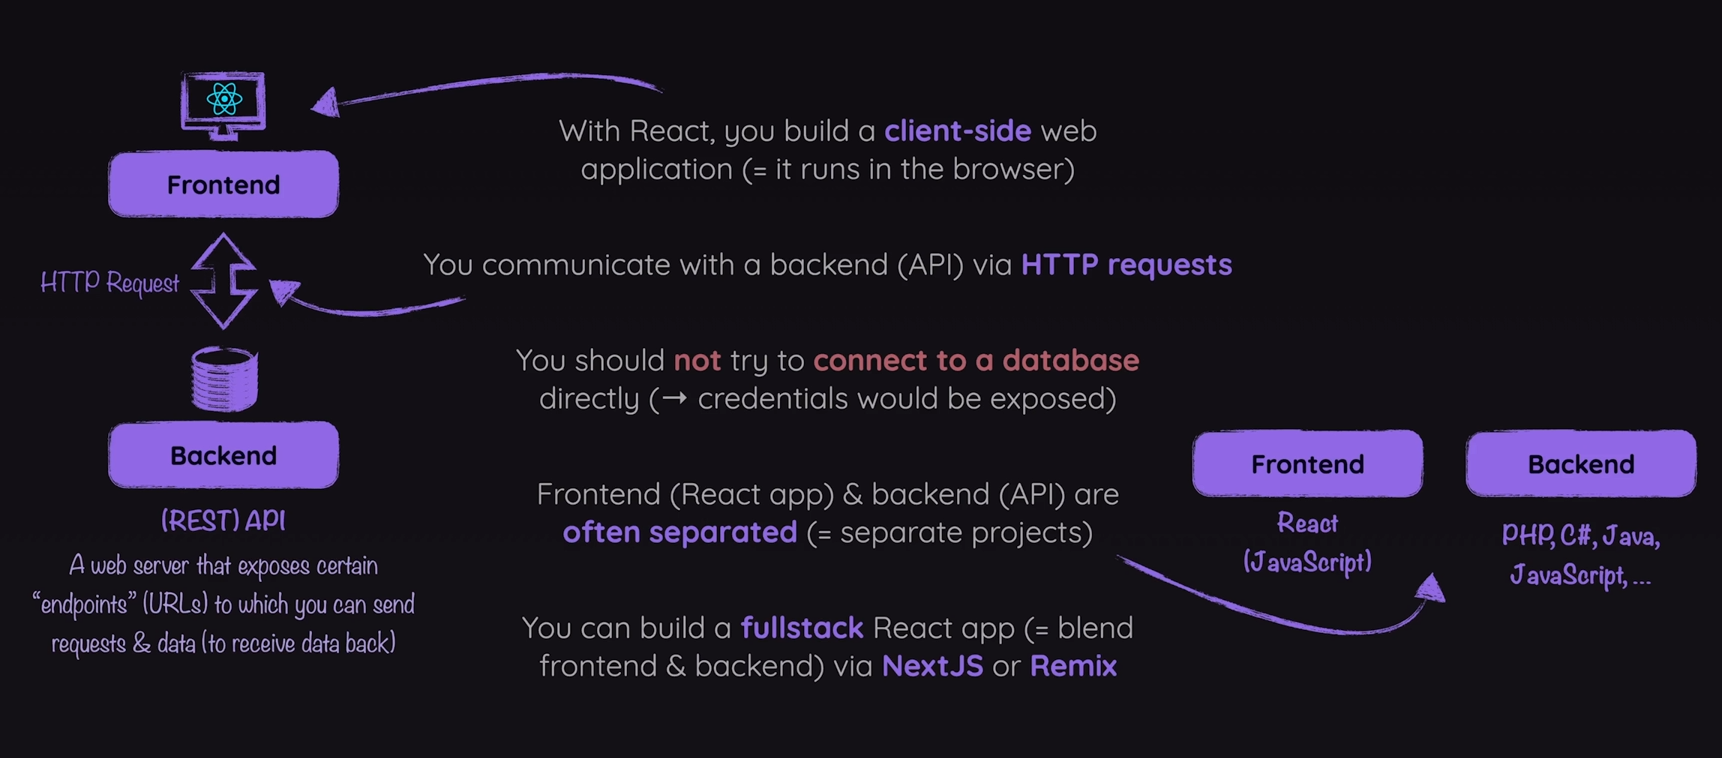 With React, you build a client-side web
application (= it runs in the browser)
Frontend
HTTP Request
You communicate with a backend (API) via HTTP requests
You should not try to connect to a database
directly (→ credentials would be exposed)
Backend
(REST) API
A web server that exposes certain
“endpoints” (URLs) to which you can send
requests & data (to receive data back)
Frontend (React app) & backend (API) are
often separated (= separate projects)
Frontend
React
(JavaScript)
Backend
PHP, C#, Java,
JavaScript, ...
You can build a fullstack React app (= blend
frontend & backend) via NextJS or Remix